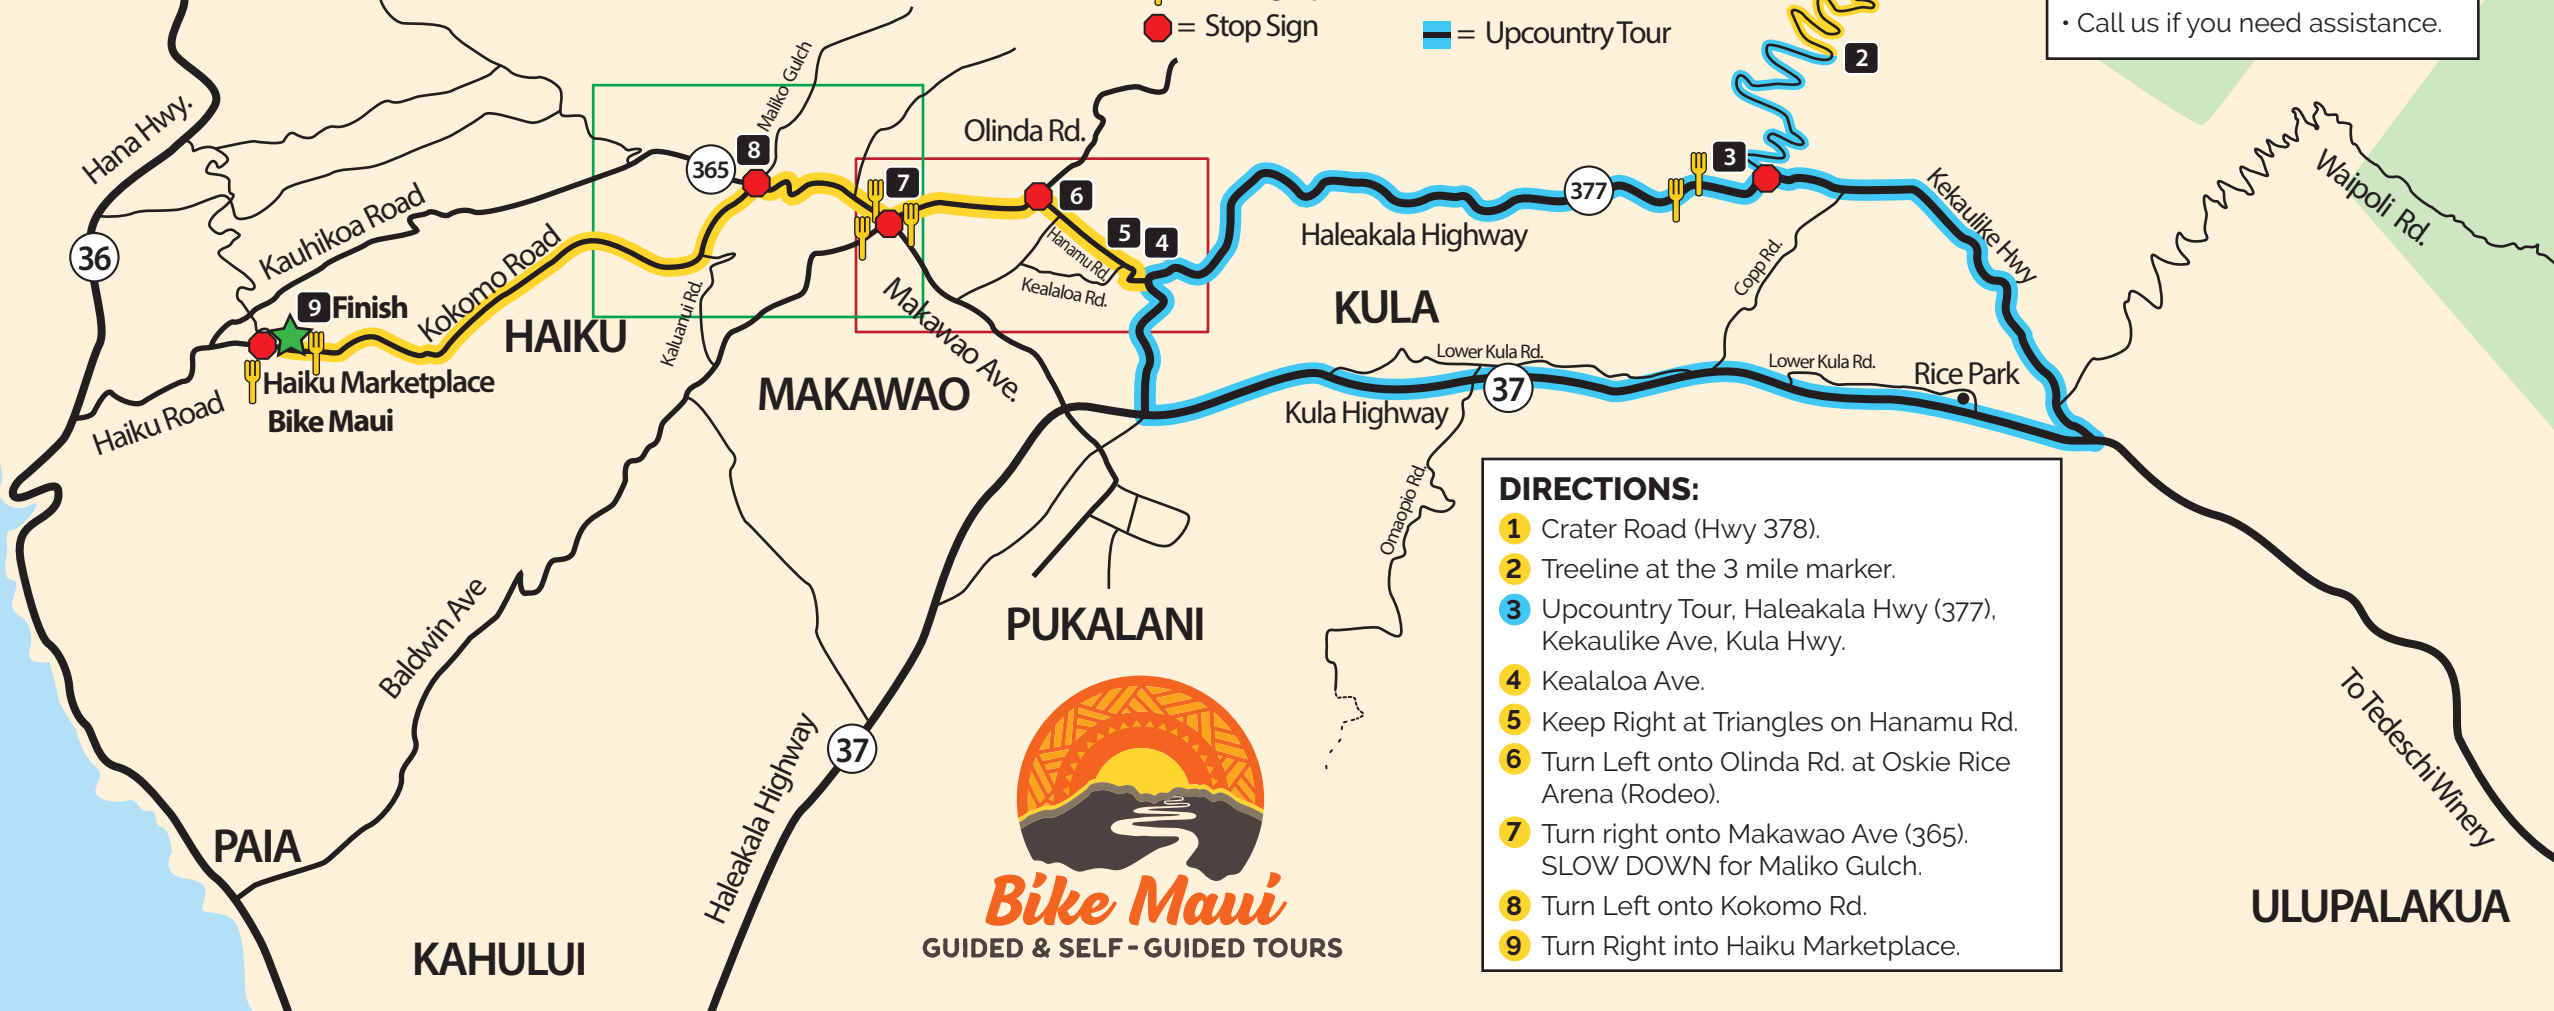 = Stop Sign
= Upcountry Tour
• Call us if you need assistance.
2
Hana Hwy.
Maliko Gulch
Olinda Rd.
365
8
7
6
5
4
3
377
Haleakala Highway
Kekaulike Hwy
Waipoli Rd.
36
Kauhikoa Road
Kokomo Road
Hanamu Rd.
Kealaloa Rd.
Copp Rd.
KULA
9 Finish
HAIKU
Kaluanui Rd.
Makawao Ave.
Lower Kula Rd.
Lower Kula Rd.
Rice Park
37
Haiku Marketplace
Bike Maui
Haiku Road
MAKAWAO
Kula Highway
Omaopio Rd.
Baldwin Ave
PUKALANI
To Tedeschi Winery
Haleakala Highway
37
PAIA
KAHULUI
ULUPALAKUA
Bike Maui
GUIDED & SELF-GUIDED TOURS
DIRECTIONS:
1 Crater Road (Hwy 378).
2 Treeline at the 3 mile marker.
3 Upcountry Tour, Haleakala Hwy (377),
Kekaulike Ave, Kula Hwy.
4 Kealaloa Ave.
5 Keep Right at Triangles on Hanamu Rd.
6 Turn Left onto Olinda Rd. at Oskie Rice
Arena (Rodeo).
7 Turn right onto Makawao Ave (365).
SLOW DOWN for Maliko Gulch.
8 Turn Left onto Kokomo Rd.
9 Turn Right into Haiku Marketplace.